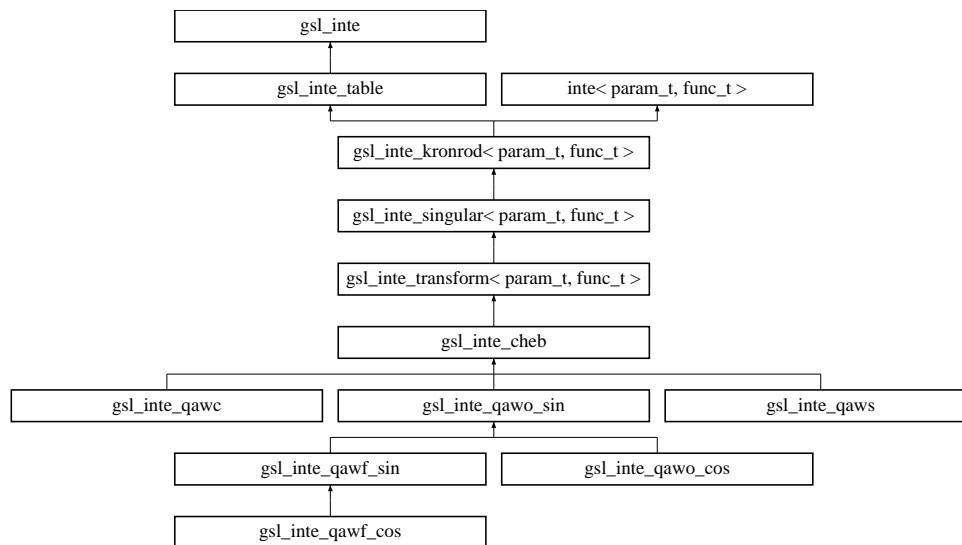 gsl_inte
gsl_inte_table
inte< param_t, func_t >
gsl_inte_kronrod< param_t, func_t >
gsl_inte_singular< param_t, func_t >
gsl_inte_transform< param_t, func_t >
gsl_inte_cheb
gsl_inte_qawc
gsl_inte_qawo_sin
gsl_inte_qaws
gsl_inte_qawf_sin
gsl_inte_qawo_cos
gsl_inte_qawf_cos